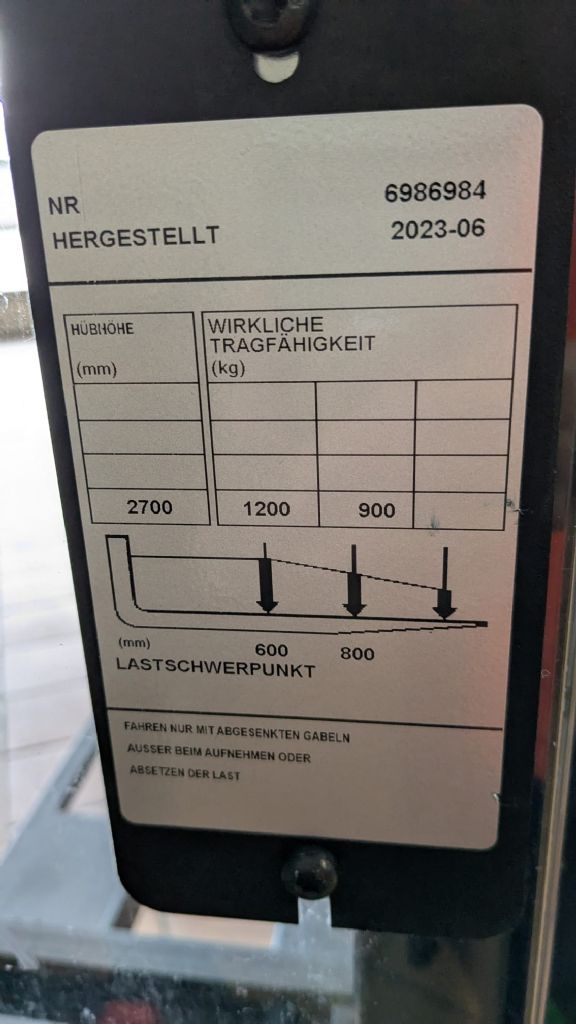 NR 6986984
HERGESTELLT 2023-06
HÜBHÖHE
(mm)
WIRKLICHE
TRAGFÄHIGKEIT
(kg)
2700 1200 900
(mm) 600 800
LASTSCHWERPUNKT
FAHREN NUR MIT ABGESENKTEN GABELN
AUSSER BEIM AUFNEHMEN ODER
ABSETZEN DER LAST